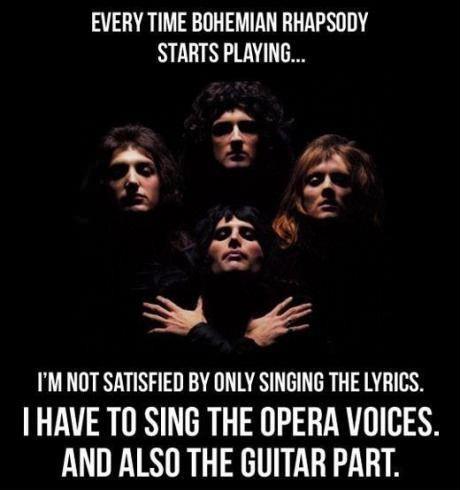 EVERY TIME BOHEMIAN RHAPSODY
STARTS PLAYING...
I'M NOT SATISFIED BY ONLY SINGING THE LYRICS.
I HAVE TO SING THE OPERA VOICES.
AND ALSO THE GUITAR PART.